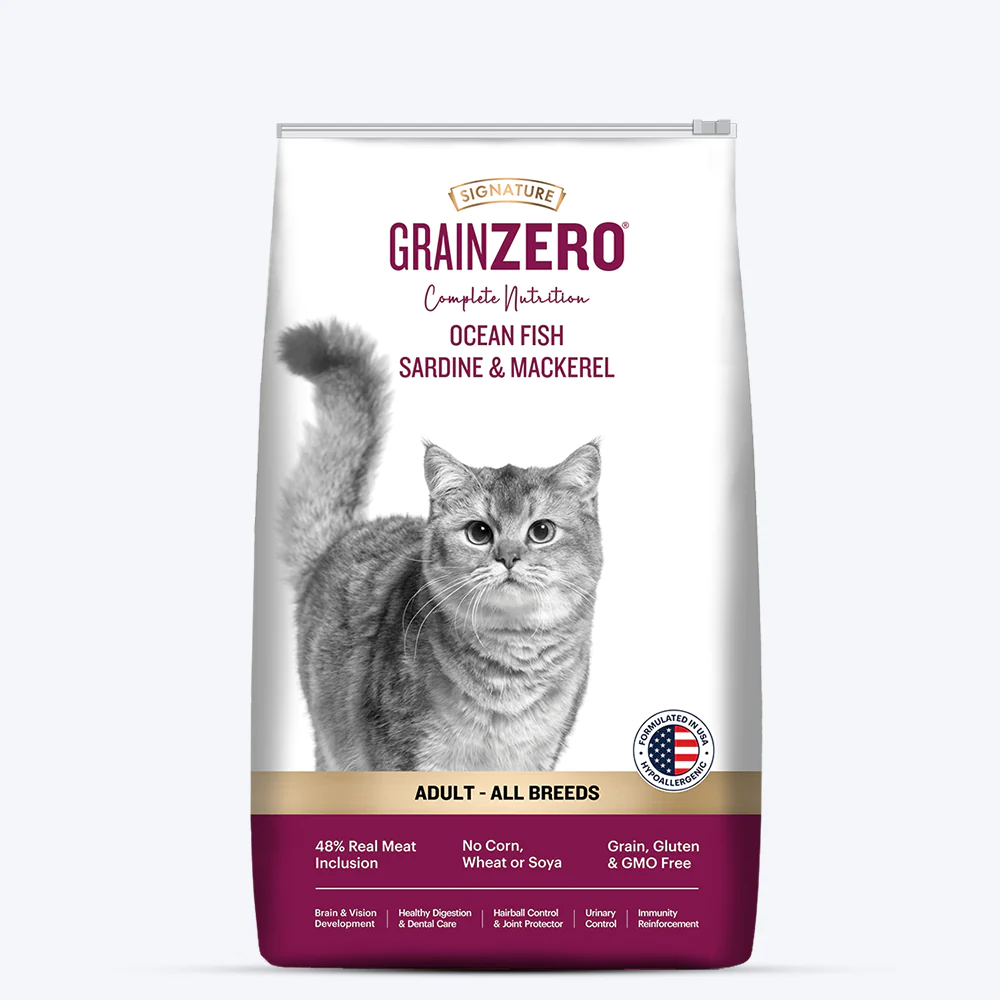 SIGNATURE
GRAINZERO®
Complete Nutrition
OCEAN FISH
SARDINE & MACKEREL
FORMULATED IN USA
HYPOALLERGENIC
ADULT - ALL BREEDS
48% Real Meat
Inclusion
No Corn,
Wheat or Soya
Grain, Gluten
& GMO Free
Brain & Vision
Development
Healthy Digestion
& Dental Care
Hairball Control
& Joint Protector
Urinary
Control
Immunity
Reinforcement